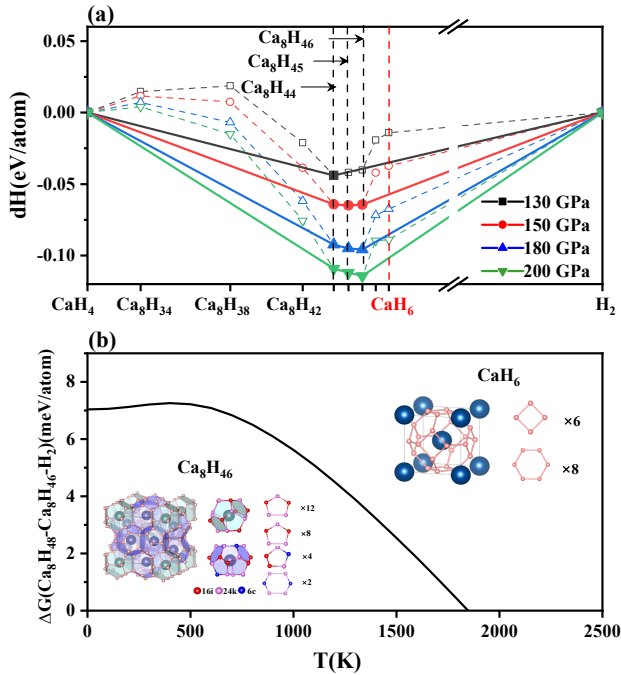 (a)
0.05
0.00
-0.05
-0.10
dH(eV/atom)
Ca₈H₄₆
Ca₈H₄₅
Ca₈H₄₄
130 GPa
150 GPa
180 GPa
200 GPa
CaH₄
Ca₈H₃₄
Ca₈H₃₈
Ca₈H₄₂
CaH₆
H₂
(b)
8
6
4
2
0
ΔG(Ca₈H₄₈-Ca₈H₄₆-H₂)(meV/atom)
CaH₆
×6
×8
Ca₈H₄₆
×12
×8
×4
×2
16i 24k 6c
0
500
1000
1500
2000
2500
T(K)